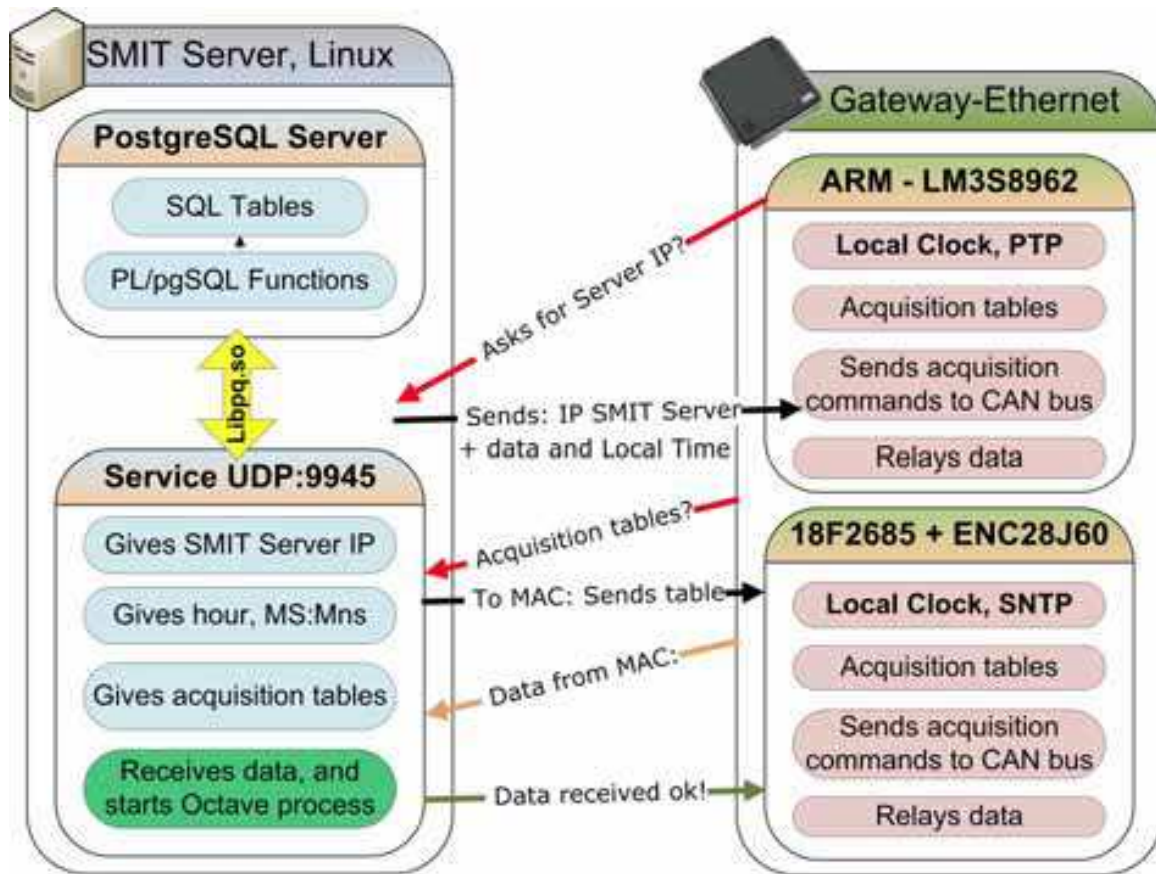 SMIT Server, Linux
PostgreSQL Server
SQL Tables
PL/pgSQL Functions
Libpq.so
Service UDP:9945
Gives SMIT Server IP
Gives hour, MS:Mns
Gives acquisition tables
Receives data, and
starts Octave process
Asks for Server IP?
Sends: IP SMIT Server
+ data and Local Time
Acquisition tables?
To MAC: Sends table
Data from MAC:
Data received ok!
Gateway-Ethernet
ARM - LM3S8962
Local Clock, PTP
Acquisition tables
Sends acquisition
commands to CAN bus
Relays data
18F2685 + ENC28J60
Local Clock, SNTP
Acquisition tables
Sends acquisition
commands to CAN bus
Relays data